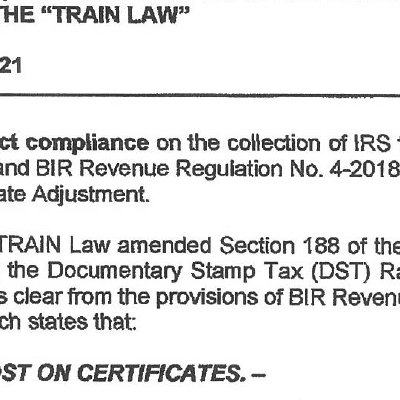 THE “TRAIN LAW”
21
ct compliance on the collection of IRS
and BIR Revenue Regulation No. 4-2018
ate Adjustment.
TRAIN Law amended Section 188 of the
the Documentary Stamp Tax (DST) Ra
s clear from the provisions of BIR Reven
ch states that:
OST ON CERTIFICATES. –